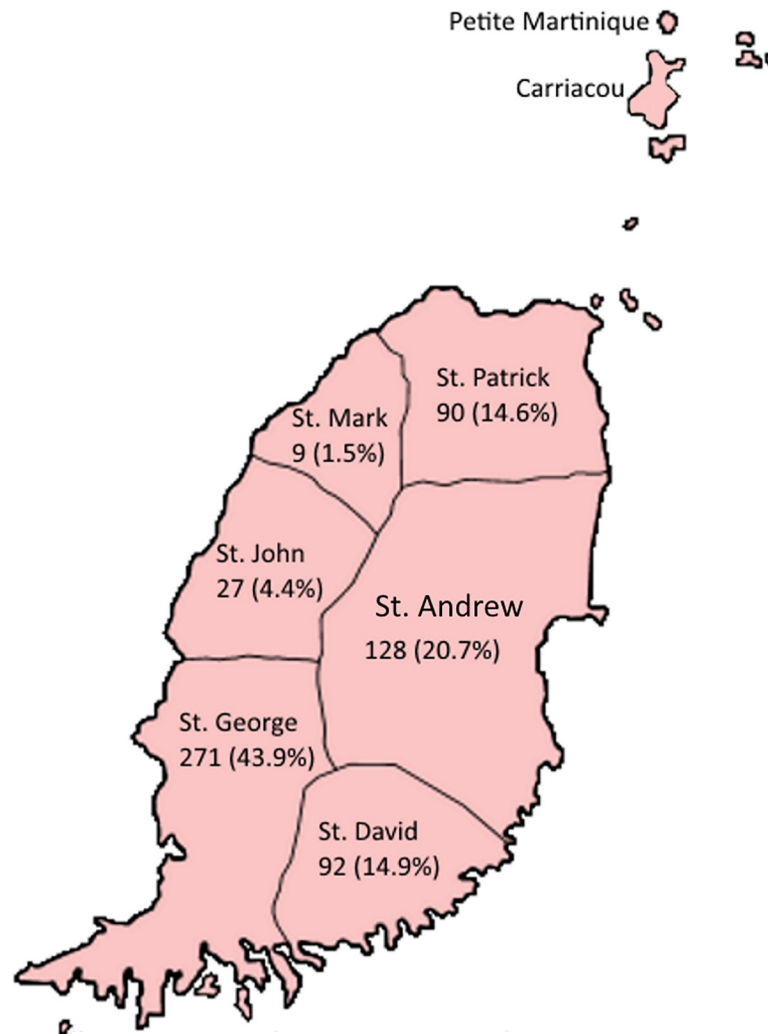 Petite Martinique
Carriacou
St. Patrick
90 (14.6%)
St. Mark
9 (1.5%)
St. John
27 (4.4%)
St. Andrew
128 (20.7%)
St. George
271 (43.9%)
St. David
92 (14.9%)